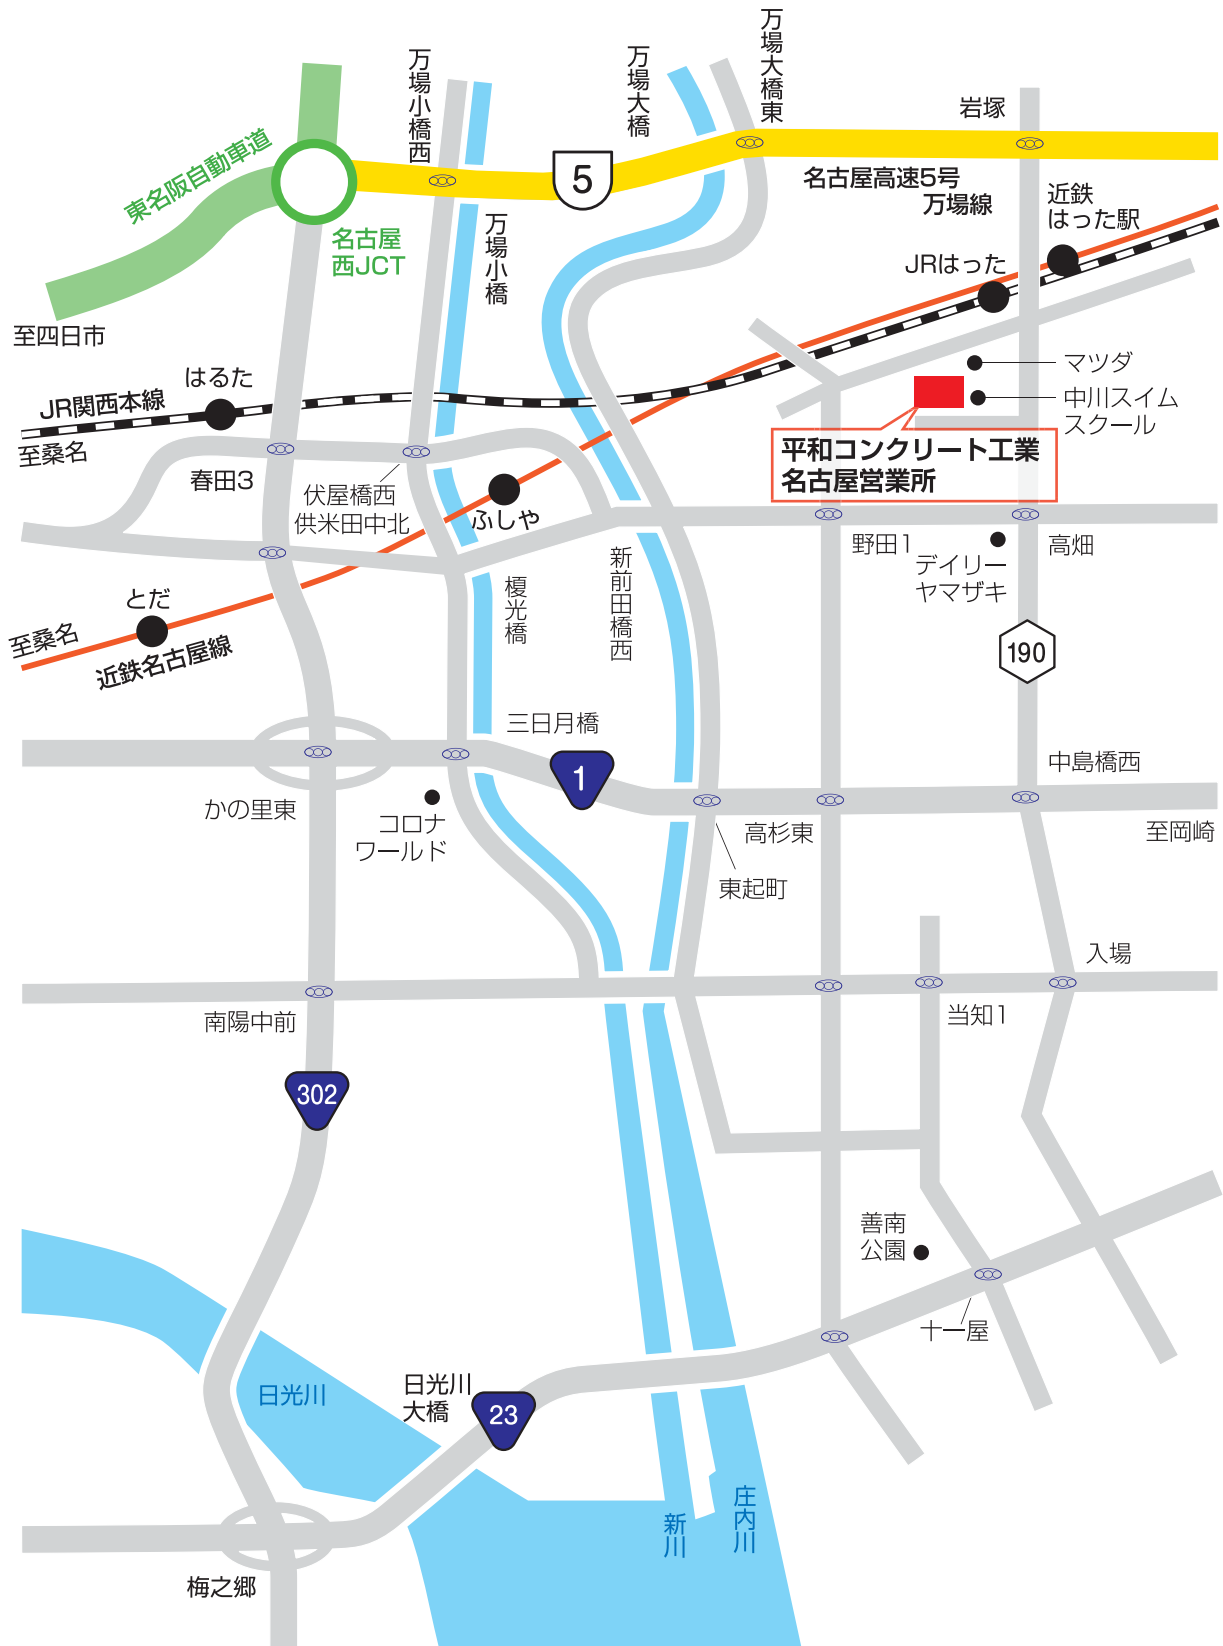 万場大橋東
万場大橋
万場小橋西
岩塚
東名阪自動車道
5
名古屋高速5号
万場線
近鉄
はった駅
万場小橋
名古屋
西JCT
JRはった
至四日市
マツダ
はるた
JR関西本線
中川スイム
スクール
至桑名
平和コンクリート工業
名古屋営業所
春田3
伏屋橋西
供米田中北
ふしや
野田1
高畑
デイリー
ヤマザキ
新前田橋西
榎光橋
とだ
至桑名
近鉄名古屋線
190
三日月橋
1
中島橋西
かの里東
コロナ
ワールド
高杉東
至岡崎
東起町
入場
南陽中前
当知1
302
善南
公園
十一屋
日光川
日光川
大橋
23
庄内川
新川
梅之郷